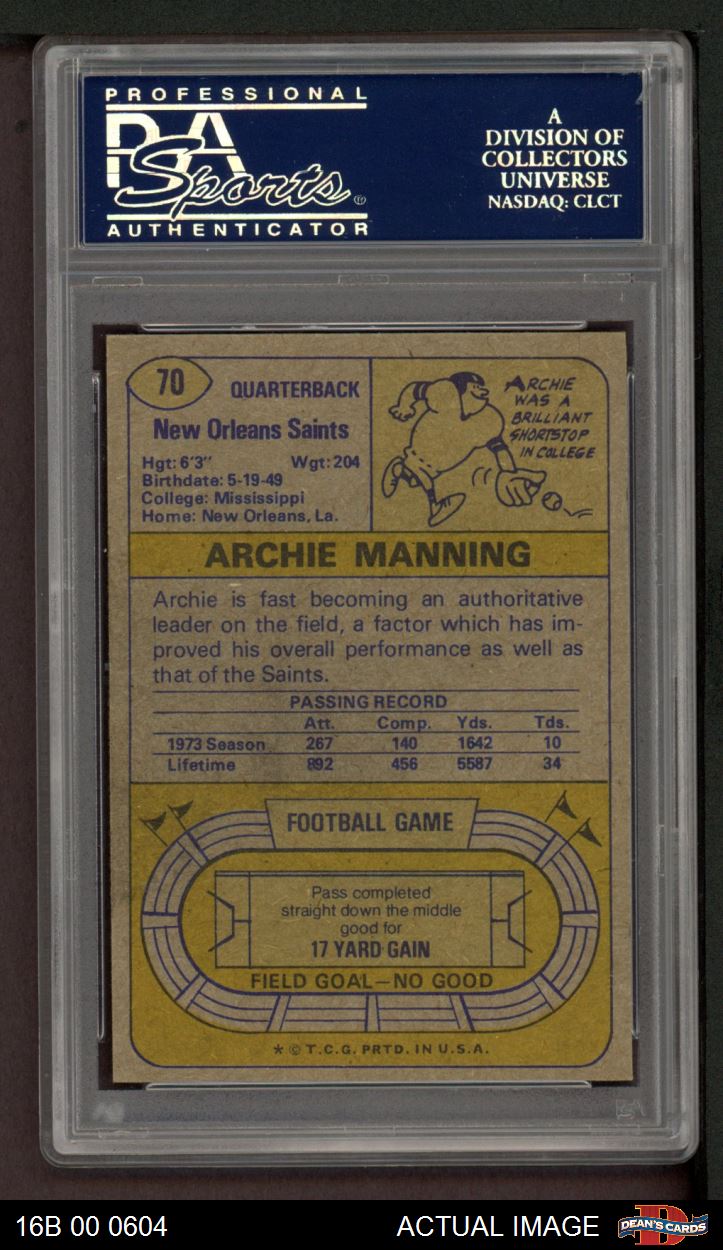 PROFESSIONAL
PSA
Sports ®
AUTHENTICATOR
A
DIVISION OF
COLLECTORS
UNIVERSE
NASDAQ: CLCT
70
QUARTERBACK
New Orleans Saints
Hgt: 6'3" Wgt: 204
Birthdate: 5-19-49
College: Mississippi
Home: New Orleans, La.
ARCHIE
WAS A
BRILLIANT
SHORTSTOP
IN COLLEGE
ARCHIE MANNING
Archie is fast becoming an authoritative
leader on the field, a factor which has im-
proved his overall performance as well as
that of the Saints.
PASSING RECORD
Att. Comp. Yds. Tds.
1973 Season 267 140 1642 10
Lifetime 892 456 5587 34
FOOTBALL GAME
Pass completed
straight down the middle
good for
17 YARD GAIN
FIELD GOAL—NO GOOD
* © T.C.G. PRTD. IN U.S.A.
PSA
16B 00 0604
ACTUAL IMAGE
D
DEAN'S CARDS